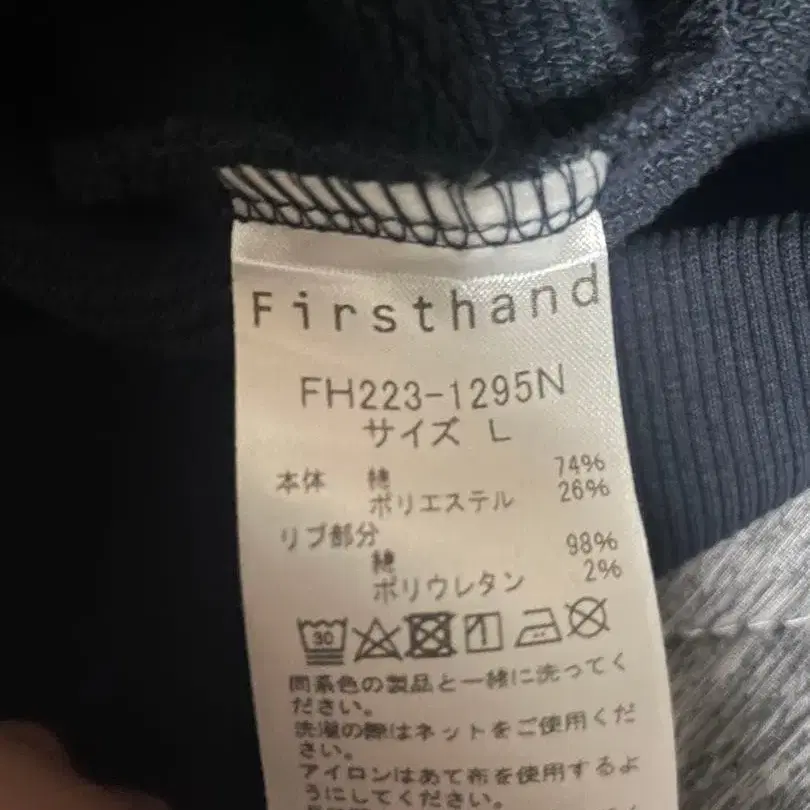 Firsthand
FH223-1295N
サイズ L
本体 綿 74%
ポリエステル 26%
リブ部分
綿 98%
ポリウレタン 2%
30
同系色の製品と一緒に洗ってく
ださい。
洗濯の際はネットをご使用くだ
さい。
アイロンはあて布を使用するよ
うにしてください。